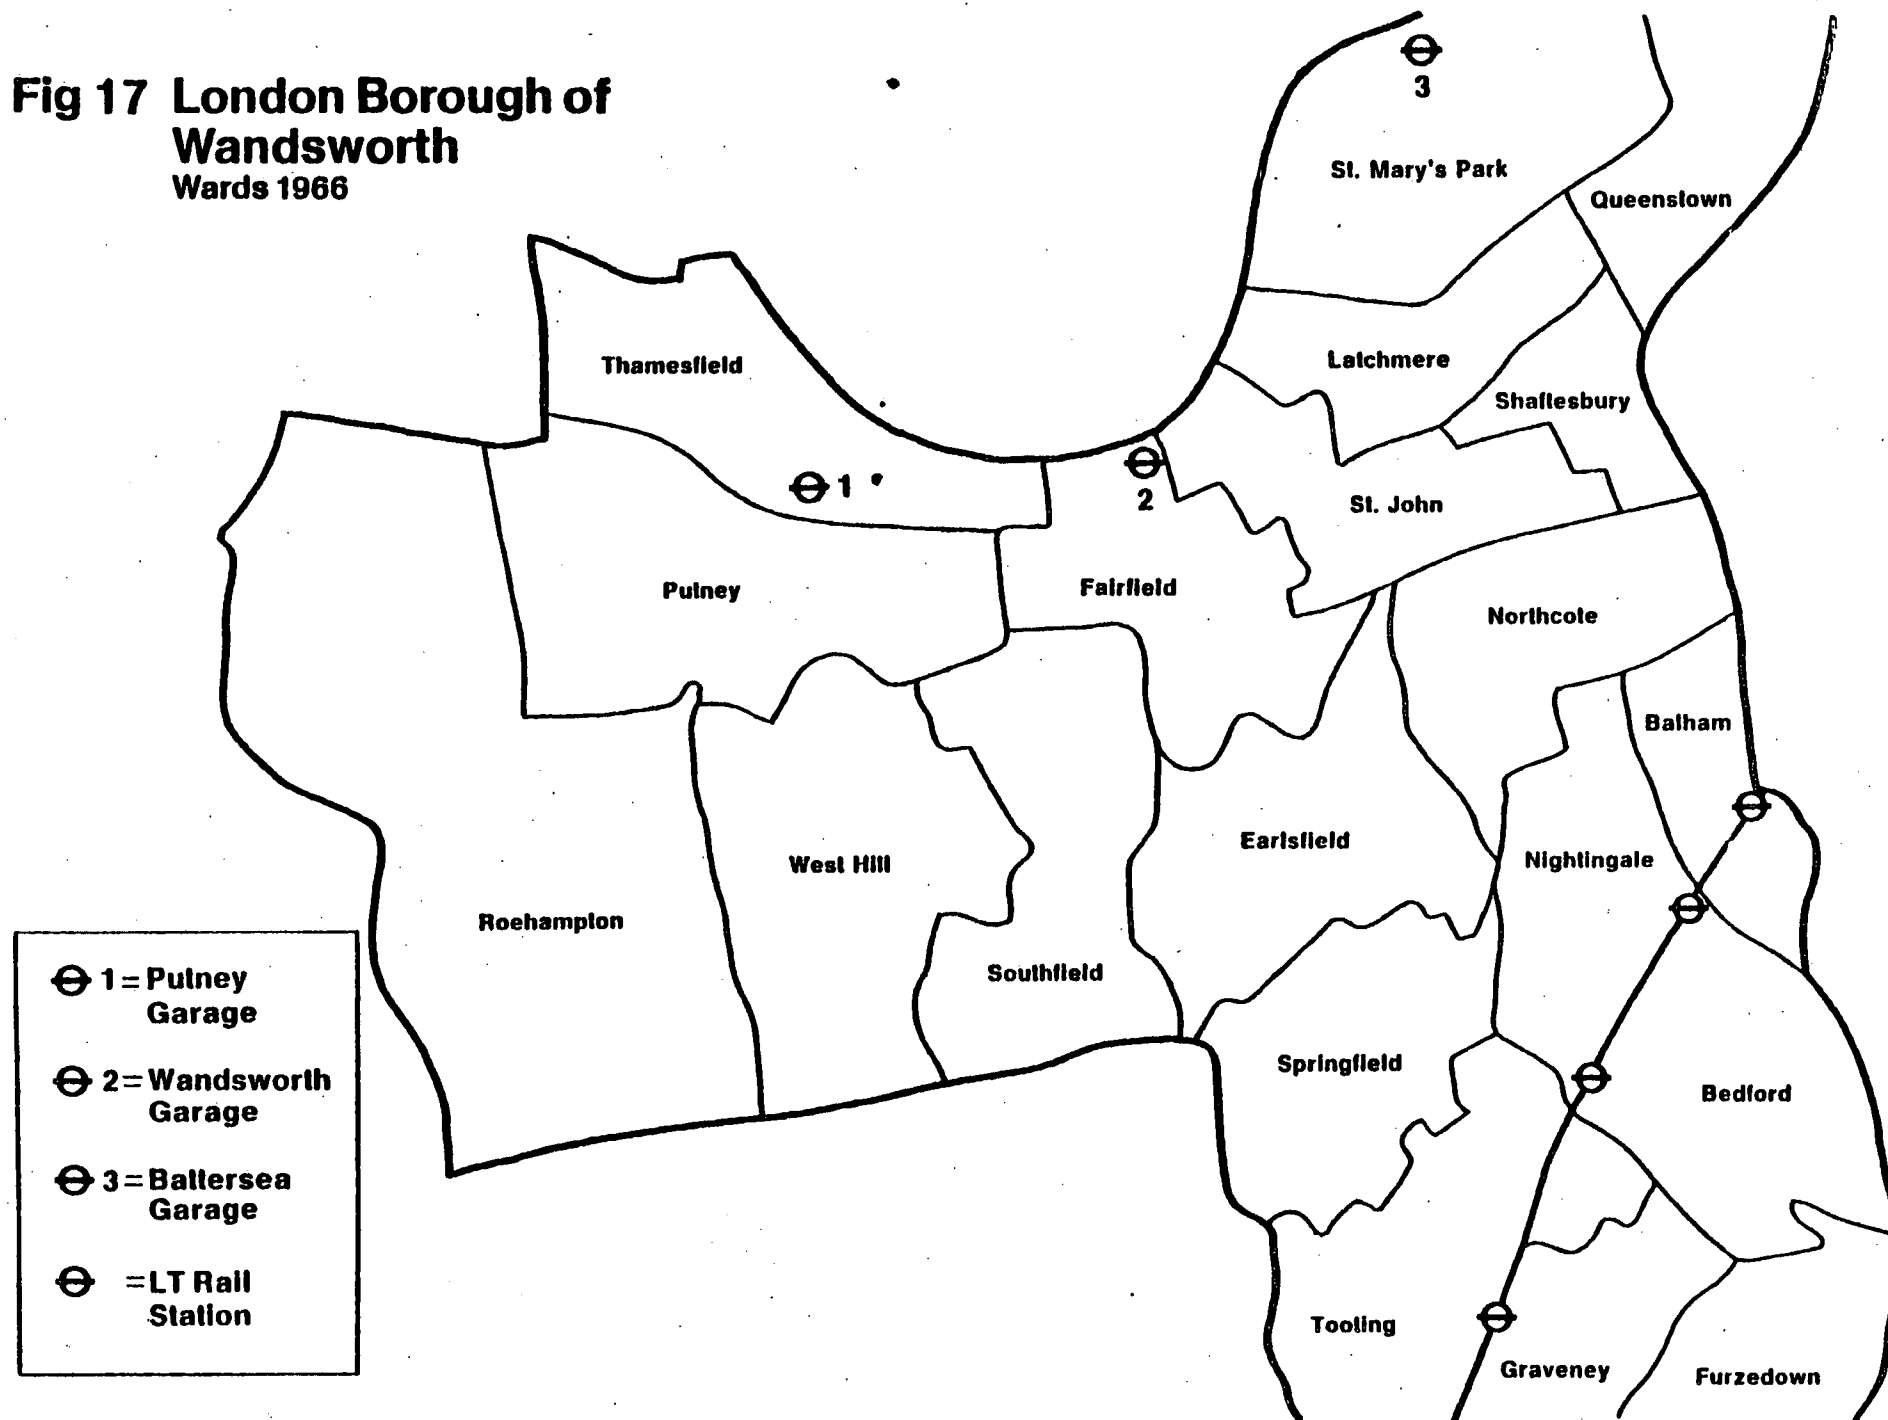 Fig 17 London Borough of
Wandsworth
Wards 1966
3
St. Mary's Park
Queenstown
Thamesfield
Latchmere
Shaftesbury
1
2
St. John
Putney
Fairfield
Northcote
Balham
Earlsfield
West Hill
Nightingale
Roehampton
Southfield
Springfield
Bedford
Tooting
Graveney
Furzedown
1 = Putney
Garage
2 = Wandsworth
Garage
3 = Battersea
Garage
= LT Rail
Station